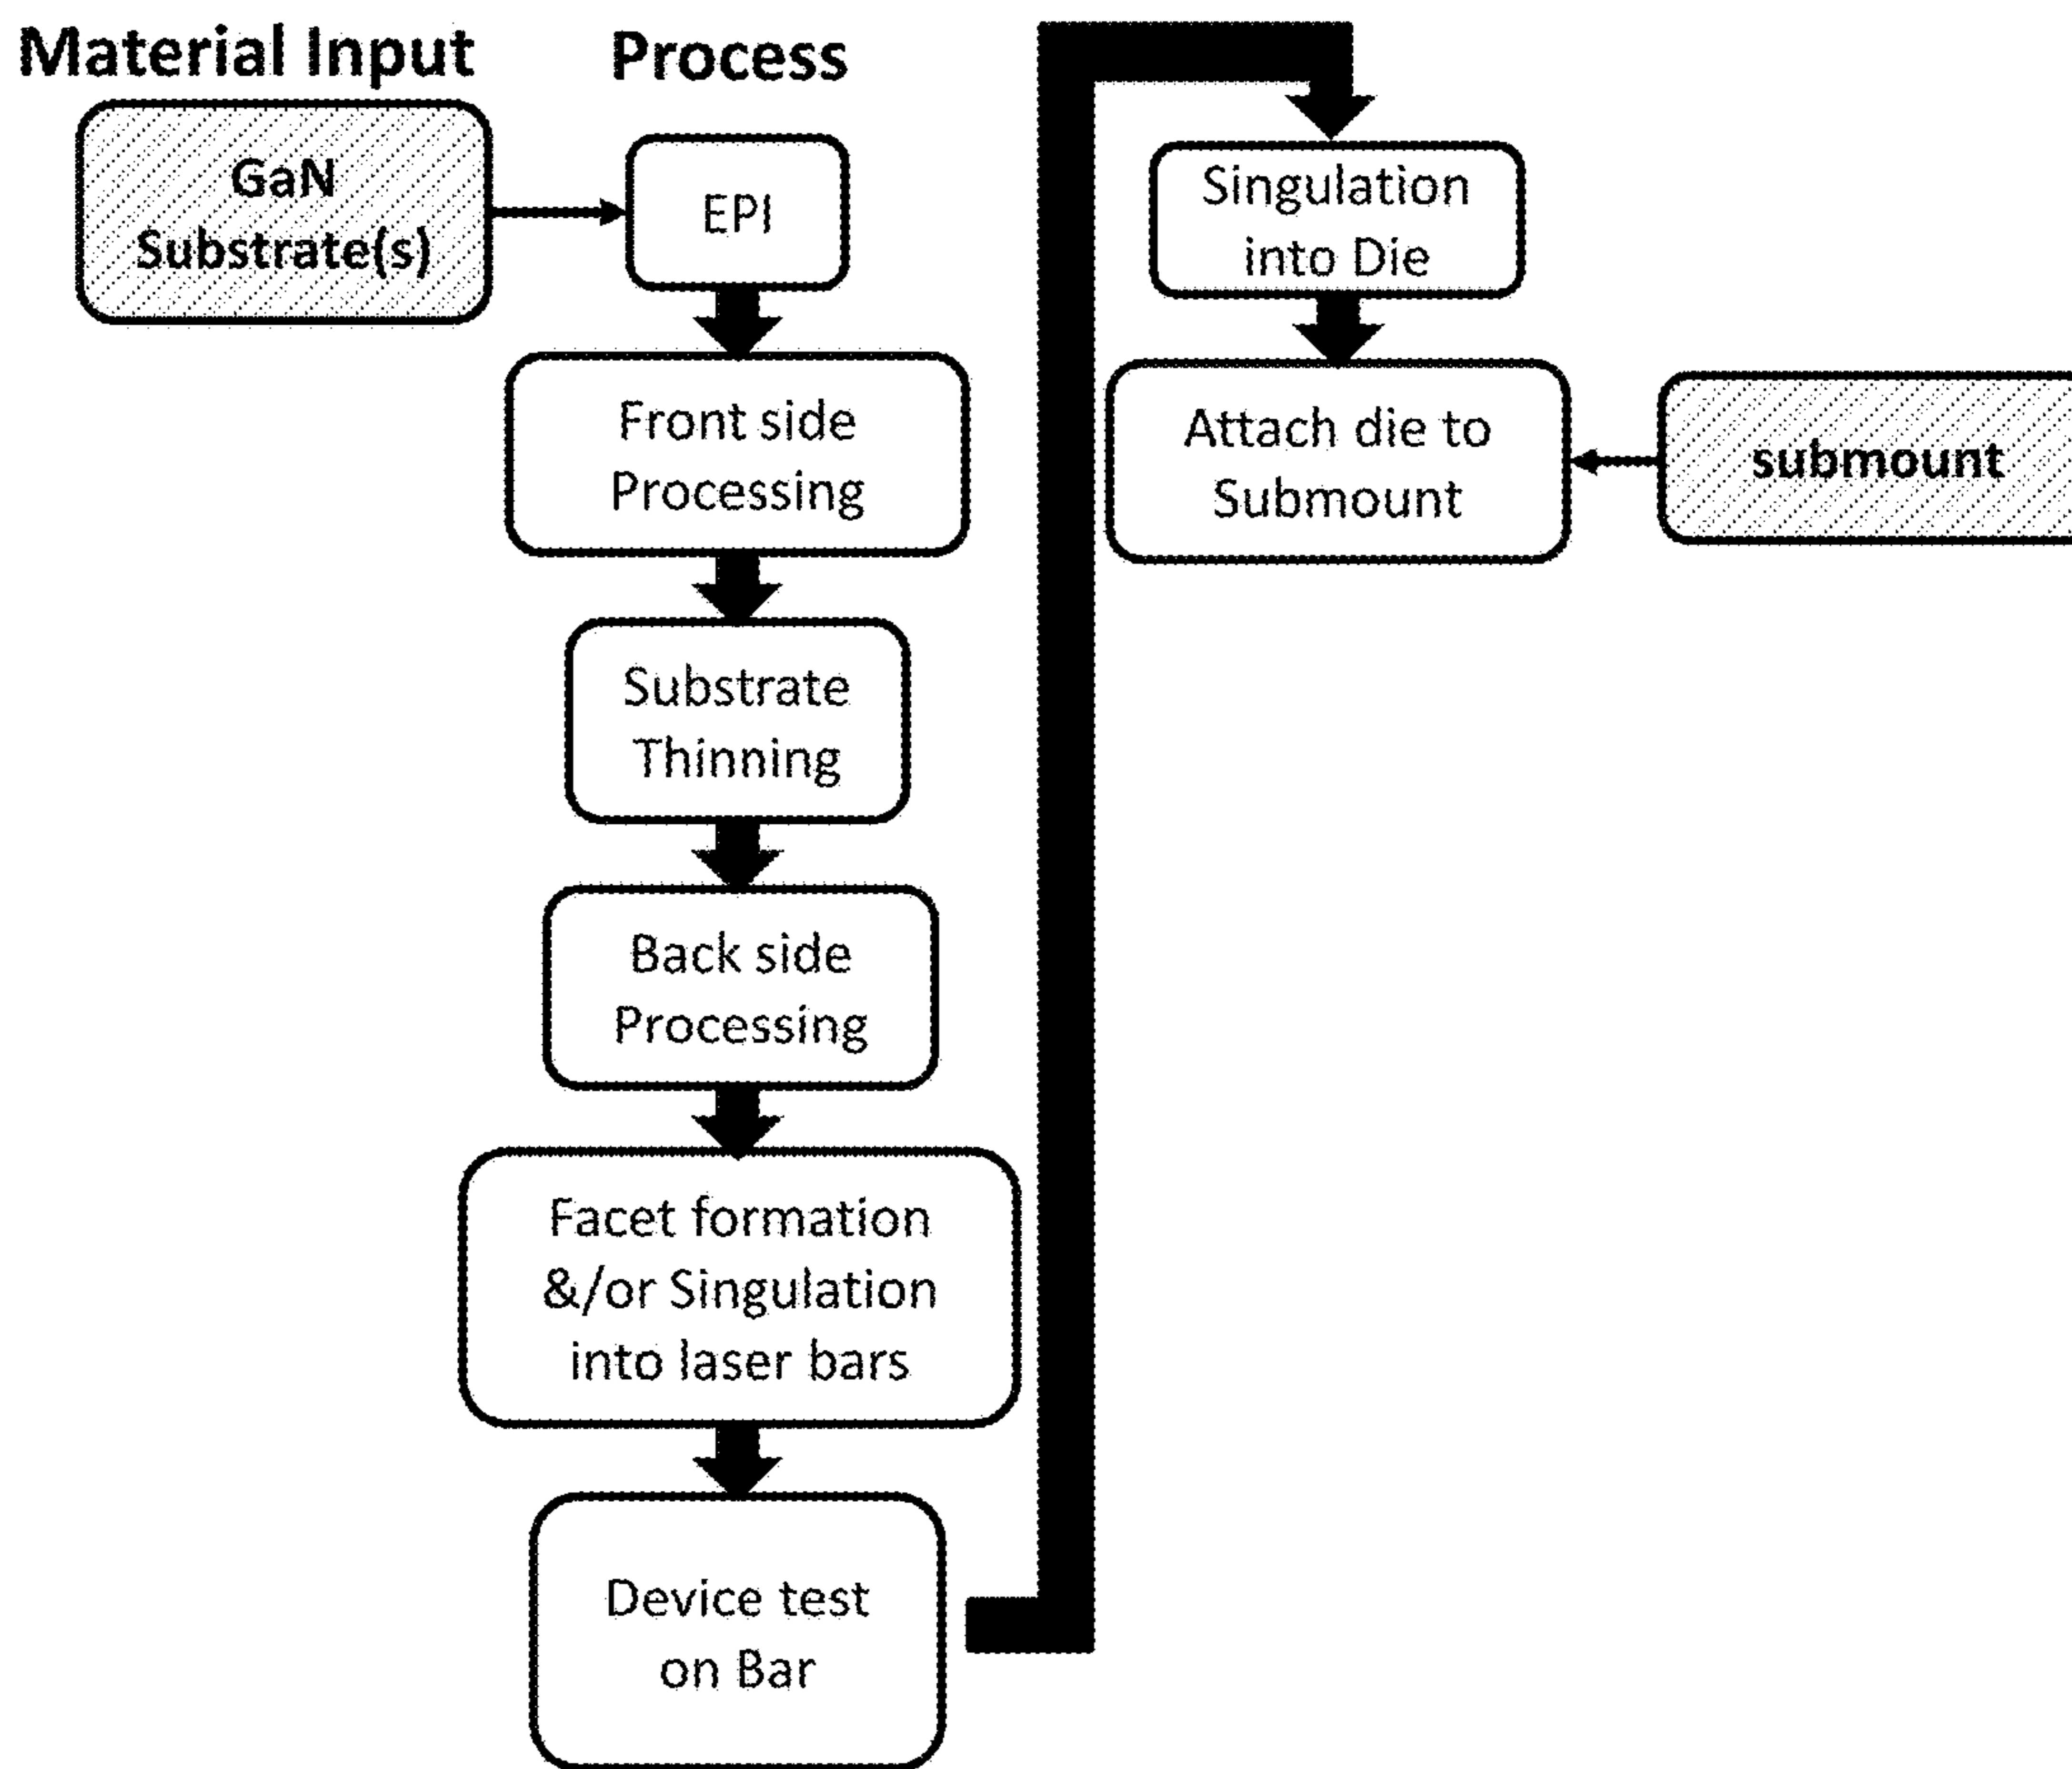 Material Input
Process
GaN
Substrate(s)
EPI
Front side
Processing
Substrate
Thinning
Back side
Processing
Facet formation
&/or Singulation
into laser bars
Device test
on Bar
Singulation
into Die
Attach die to
Submount
submount